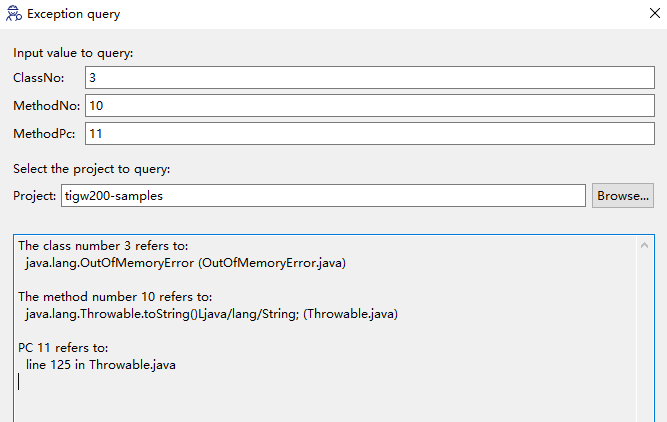 Exception query
Input value to query:
ClassNo: 3
MethodNo: 10
MethodPc: 11
Select the project to query:
Project: tigw200-samples Browse...
The class number 3 refers to:
java.lang.OutOfMemoryError (OutOfMemoryError.java)
The method number 10 refers to:
java.lang.Throwable.toString()Ljava/lang/String; (Throwable.java)
PC 11 refers to:
line 125 in Throwable.java